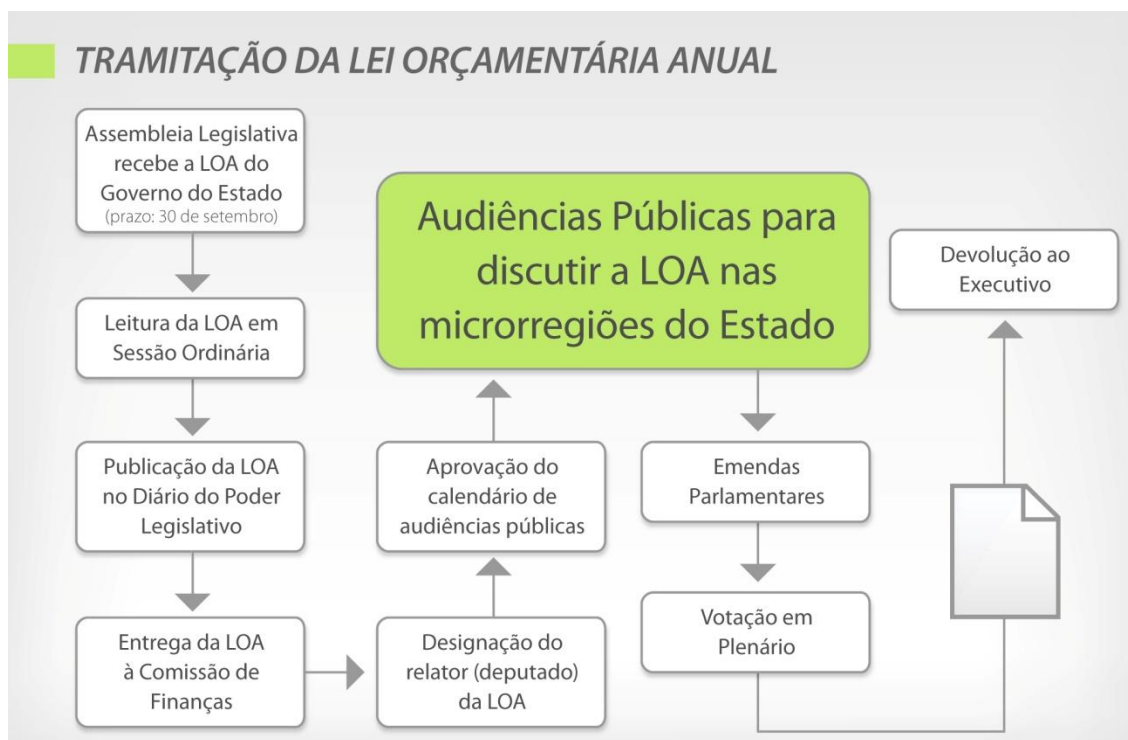 TRAMITAÇÃO DA LEI ORÇAMENTÁRIA ANUAL
Assembleia Legislativa
recebe a LOA do
Governo do Estado
(prazo: 30 de setembro)
Leitura da LOA em
Sessão Ordinária
Publicação da LOA
no Diário do Poder
Legislativo
Entrega da LOA
à Comissão de
Finanças
Designação do
relator (deputado)
da LOA
Aprovação do
calendário de
audiências públicas
Audiências Públicas para
discutir a LOA nas
microrregiões do Estado
Emendas
Parlamentares
Votação em
Plenário
Devolução ao
Executivo